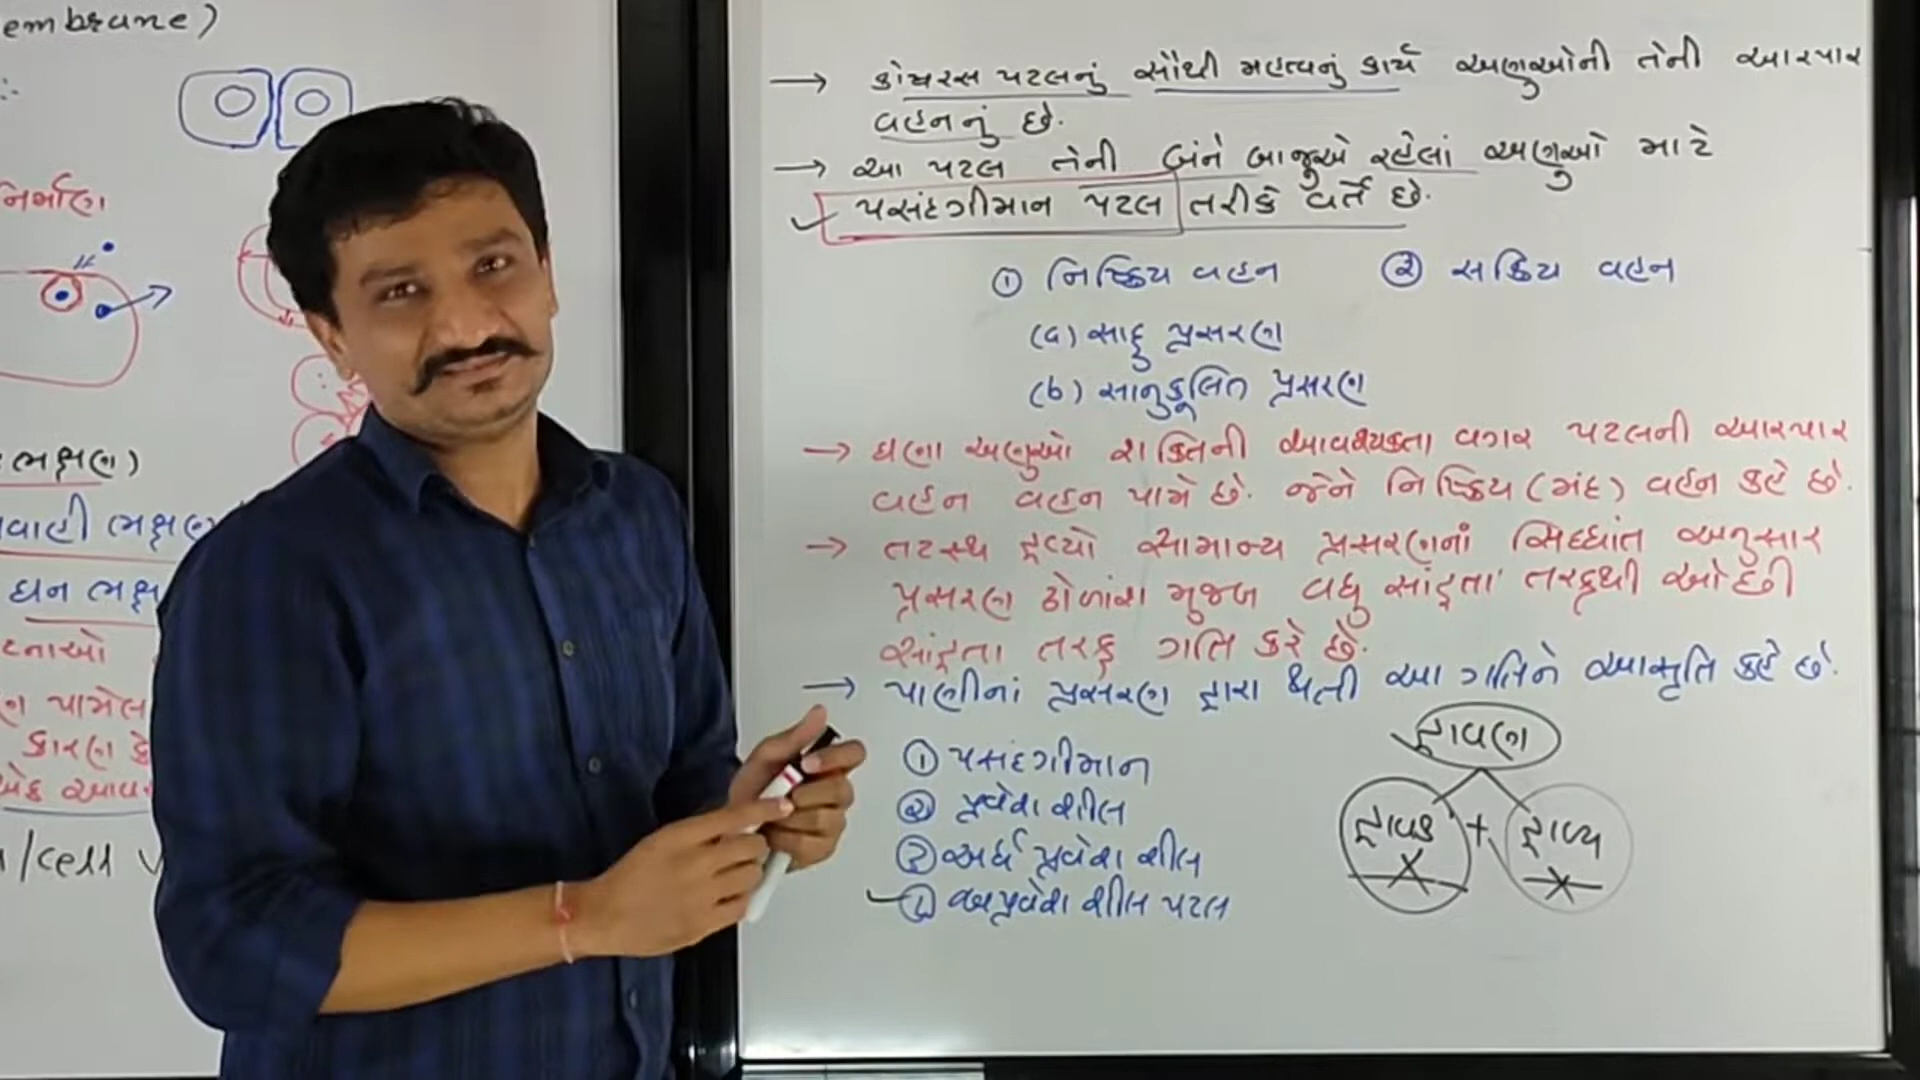 embrane)
નિર્માણ
ભક્ષણ)
વાહી ભક્ષણ
ઘન ભક્ષ
ટનાઓ
ણ પામેલ
કારણ કે
એક આવ
/cell
→ કોષરસ પટલનું સૌથી મહત્વનું કાર્ય અણુઓની તેની આરપાર
વહનનું છે.
→ આ પટલ તેની બંને બાજુએ રહેલાં અણુઓ માટે
પસંદગીમાન પટલ તરીકે વર્તે છે.
① નિષ્ક્રિય વહન ② સક્રિય વહન
(a) સાદુ પ્રસરણ
(b) સાનુકૂલિત પ્રસરણ
→ ઘણા અણુઓ શક્તિની આવશ્યકતા વગર પટલની આરપાર
વહન વહન પામે છે. જેને નિષ્ક્રિય (મંદ) વહન કહે છે.
→ તટસ્થ દ્રવ્યો સામાન્ય પ્રસરણનાં સિધ્ધાંત અનુસાર
પ્રસરણ ઢોળાંશ મુજબ વધુ સાંદ્રતા તરફથી ઓછી
સાંદ્રતા તરફ ગતિ કરે છે.
→ પાણીનાં પ્રસરણ દ્વારા થતી આ ગતિને આસૃતિ કહે છે.
① પસંદગીમાન
② પ્રવેશશીલ
③ અર્ધ પ્રવેશશીલ
④ અપ્રવેશશીલ પટલ
દ્રાવણ
દ્રાવક + દ્રાવ્ય